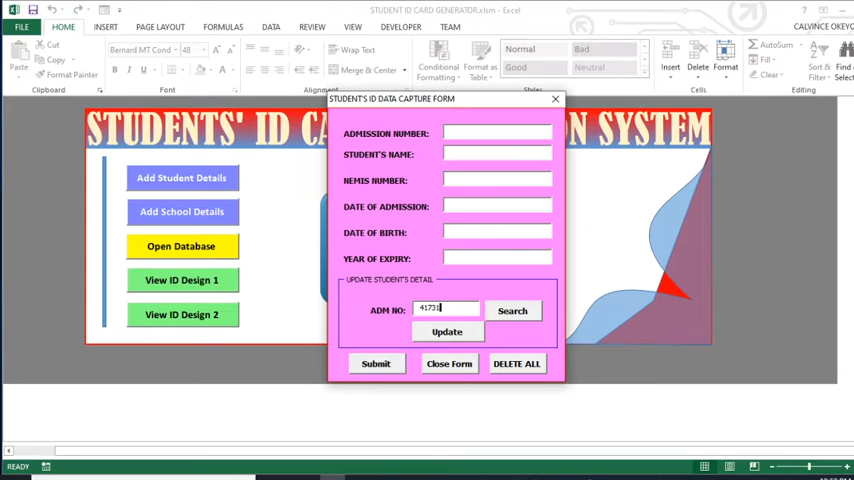 STUDENT ID CARD GENERATOR.xlsm - Excel
FILE HOME INSERT PAGE LAYOUT FORMULAS DATA REVIEW VIEW DEVELOPER TEAM CALVINCE OKEYO
Cut
Copy
Format Painter
Paste
Clipboard
Bernard MT Cond 48
B I U
Wrap Text
Merge & Center
Alignment
Conditional Formatting
Format as Table
Normal Bad
Good Neutral
Styles
Insert Delete Format
Cells
AutoSum
Fill
Clear
Sort &
Find &
Select
STUDENTS' ID CA
ON SYSTEM
Add Student Details
Add School Details
Open Database
View ID Design 1
View ID Design 2
STUDENT'S ID DATA CAPTURE FORM
ADMISSION NUMBER:
STUDENT'S NAME:
NEMIS NUMBER:
DATE OF ADMISSION:
DATE OF BIRTH:
YEAR OF EXPIRY:
UPDATE STUDENT'S DETAIL
ADM NO: 41731 Search
Update
Submit Close Form DELETE ALL
READY